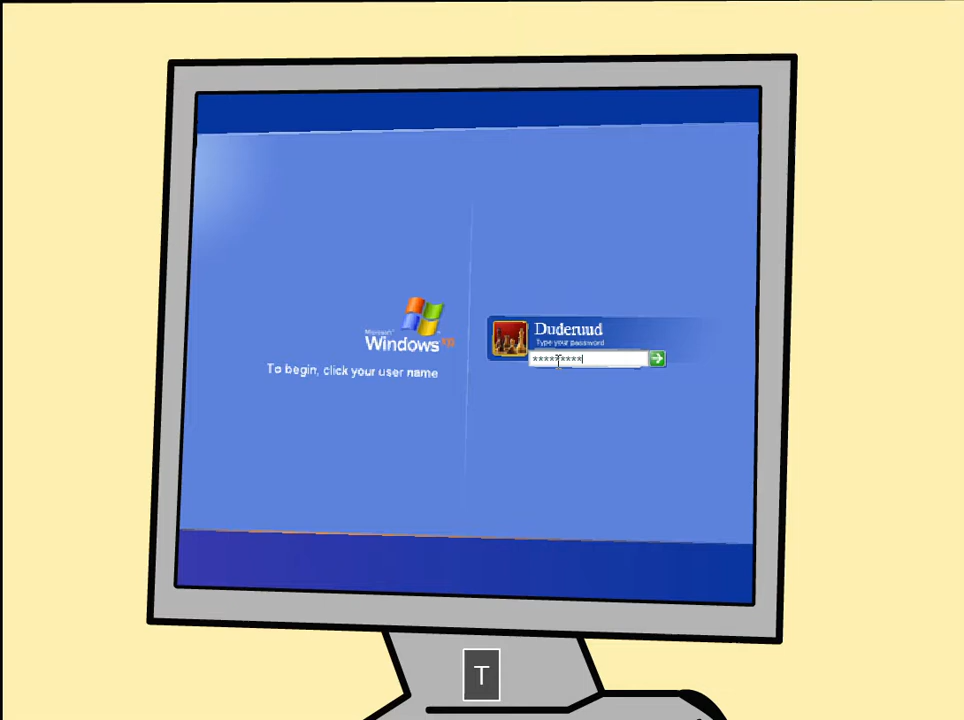 Microsoft
Windows xp
To begin, click your user name
Duderuud
Type your password
*********
T